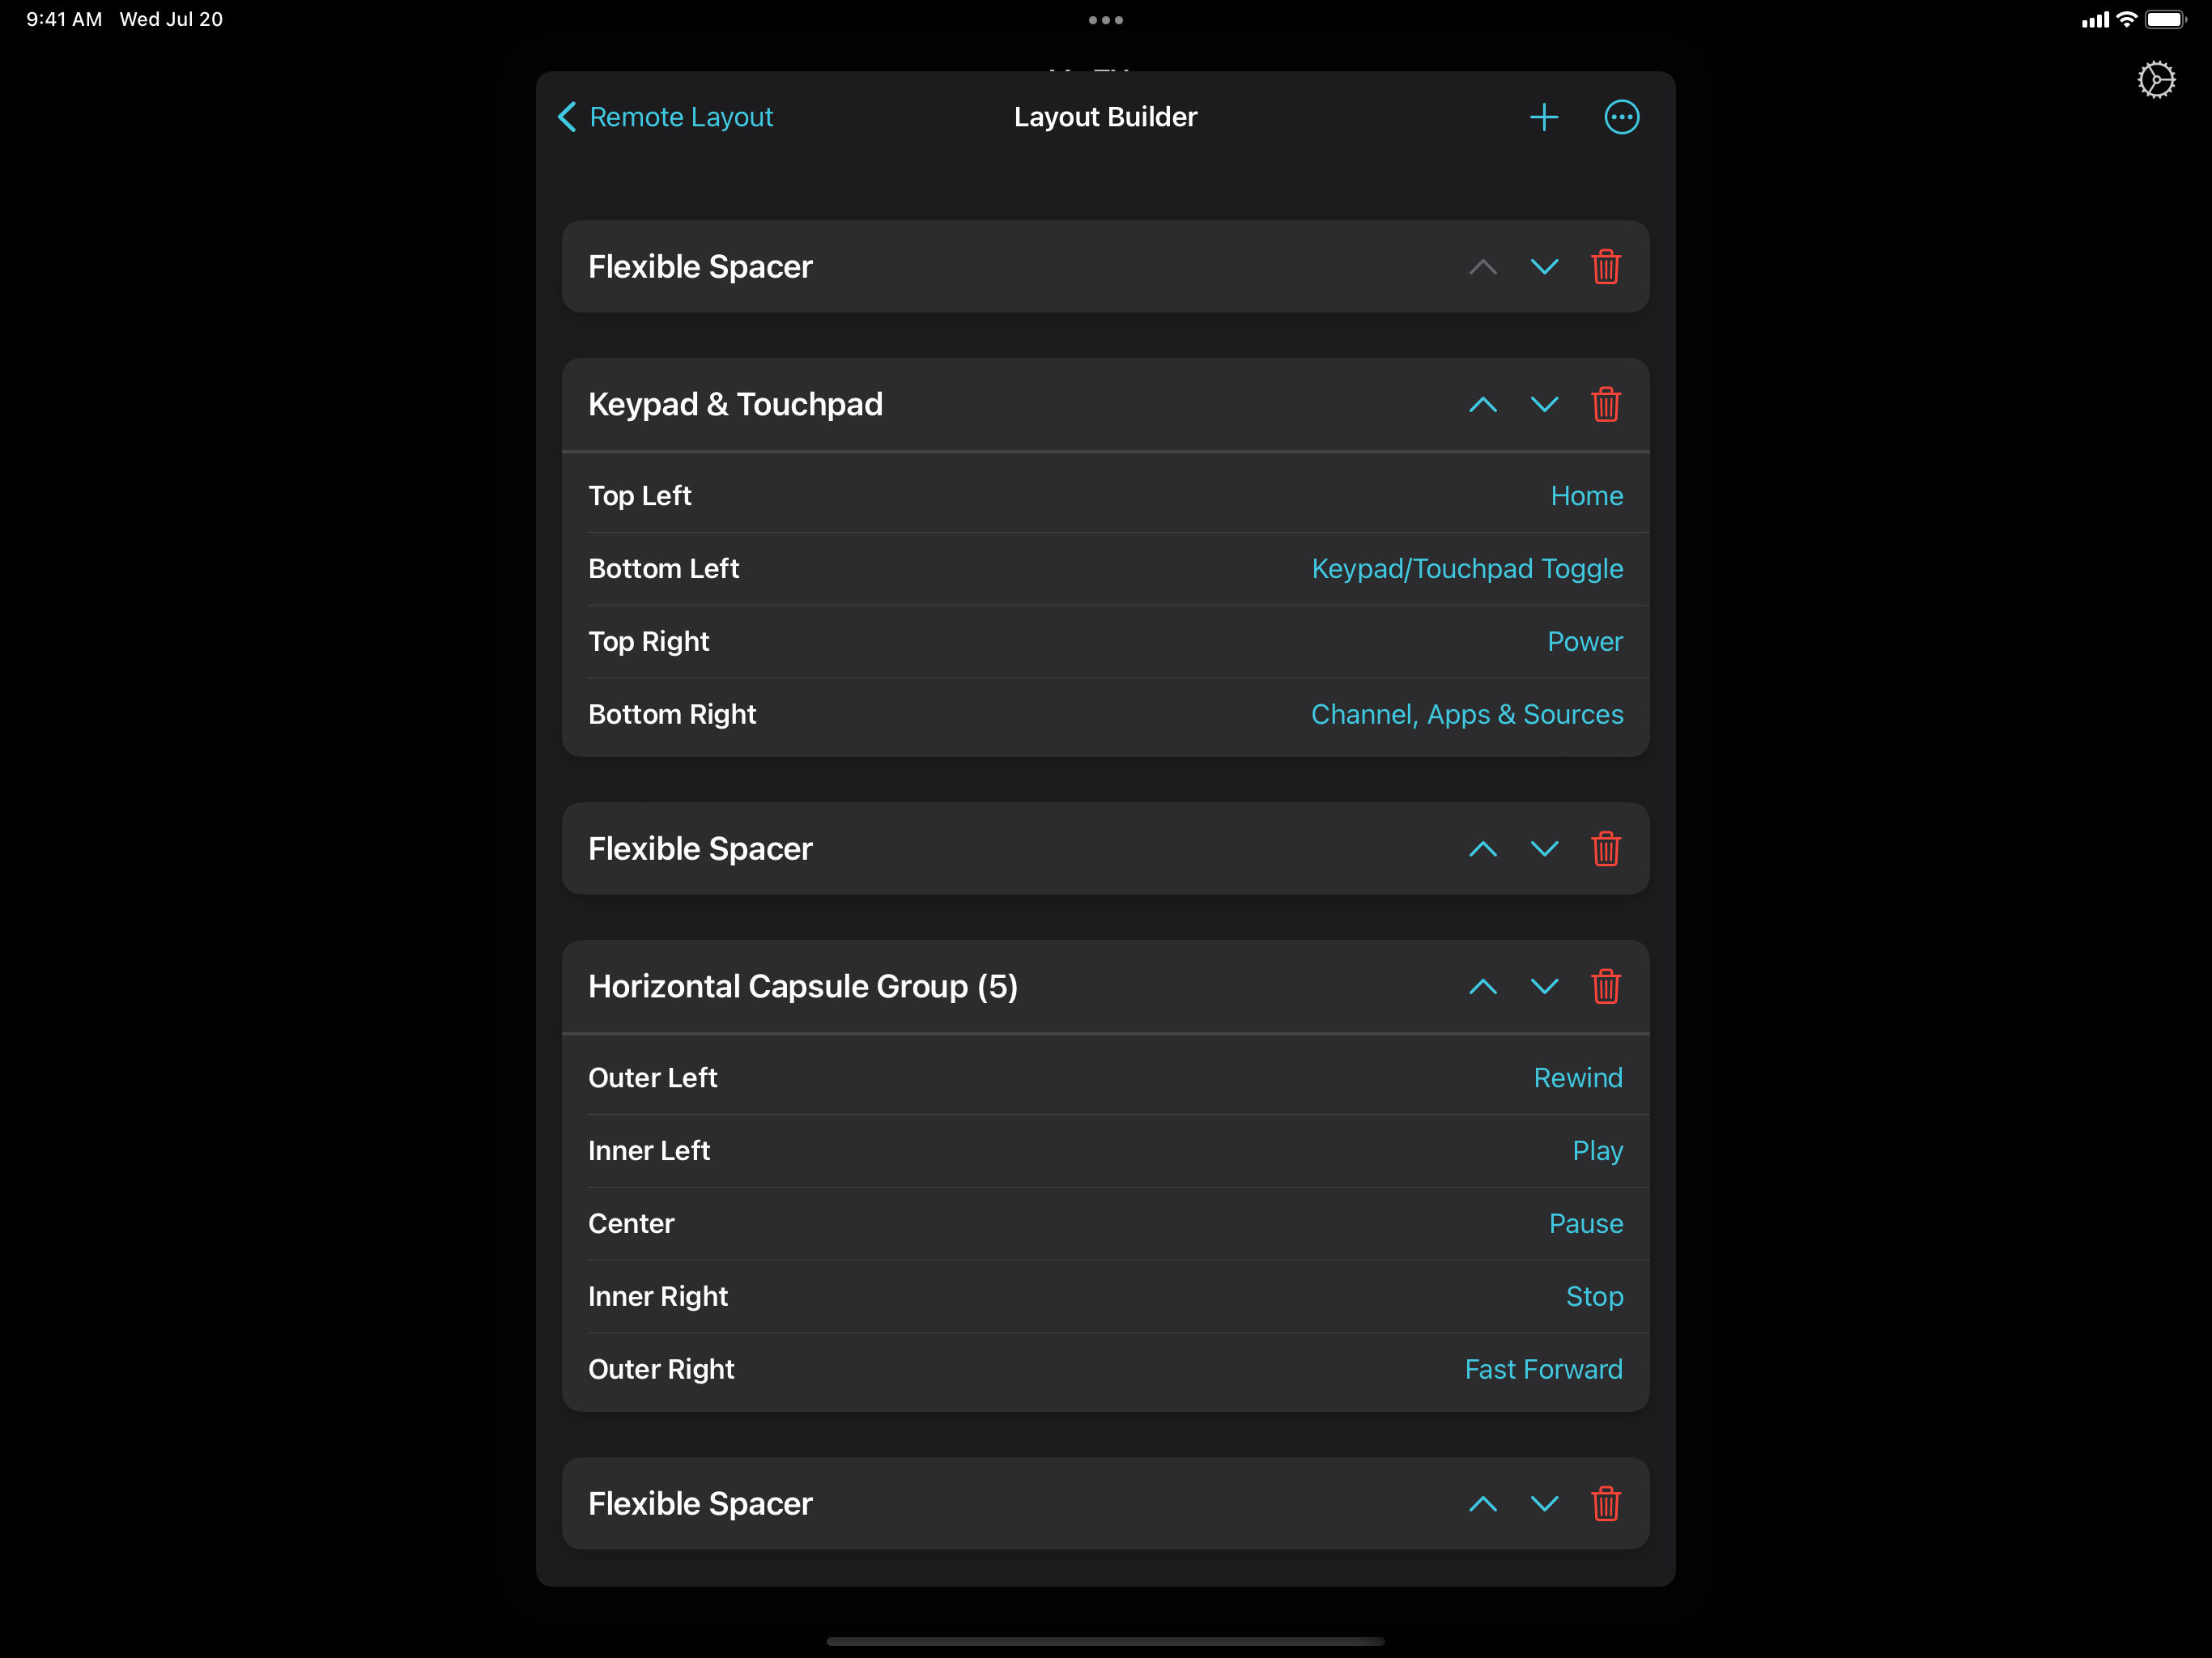 9:41 AM Wed Jul 20
Remote Layout
Layout Builder
Flexible Spacer
Keypad & Touchpad
Top Left Home
Bottom Left Keypad/Touchpad Toggle
Top Right Power
Bottom Right Channel, Apps & Sources
Flexible Spacer
Horizontal Capsule Group (5)
Outer Left Rewind
Inner Left Play
Center Pause
Inner Right Stop
Outer Right Fast Forward
Flexible Spacer